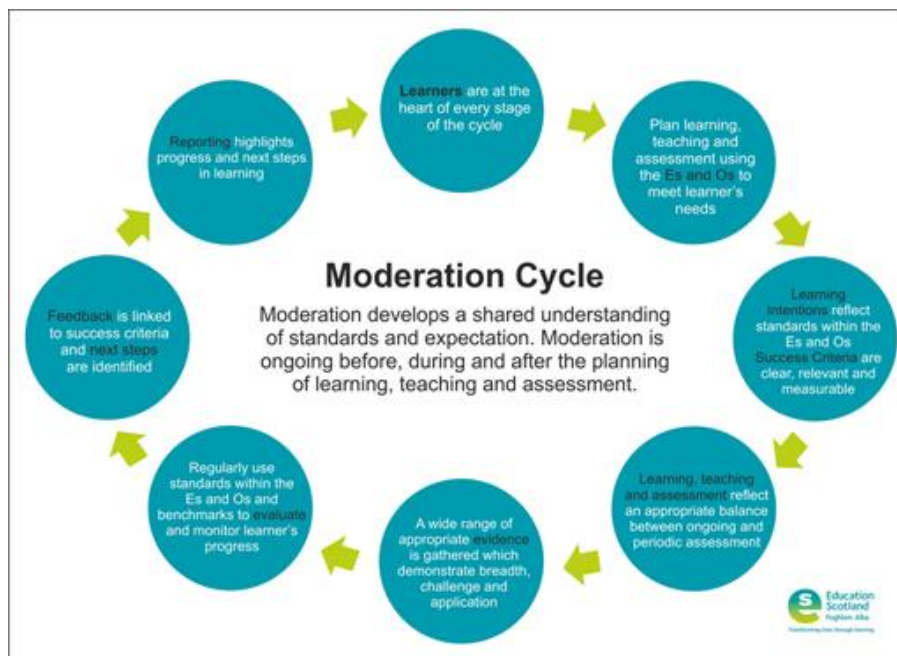 Learners are at the
heart of every stage
of the cycle
Plan learning,
teaching and
assessment using
the Es and Os to
meet learner's
needs
Learning
Intentions reflect
standards within the
Es and Os
Success Criteria are
clear, relevant and
measurable
Learning, teaching
and assessment reflect
an appropriate balance
between ongoing and
periodic assessment
A wide range of
appropriate evidence
is gathered which
demonstrate breadth,
challenge and
application
Regularly use
standards within the
Es and Os and
benchmarks to evaluate
and monitor learner's
progress
Feedback is linked
to success criteria
and next steps
are identified
Reporting highlights
progress and next steps
in learning
Moderation Cycle
Moderation develops a shared understanding
of standards and expectation. Moderation is
ongoing before, during and after the planning
of learning, teaching and assessment.
Education
Scotland
Foghlam Alba
Transforming lives through learning